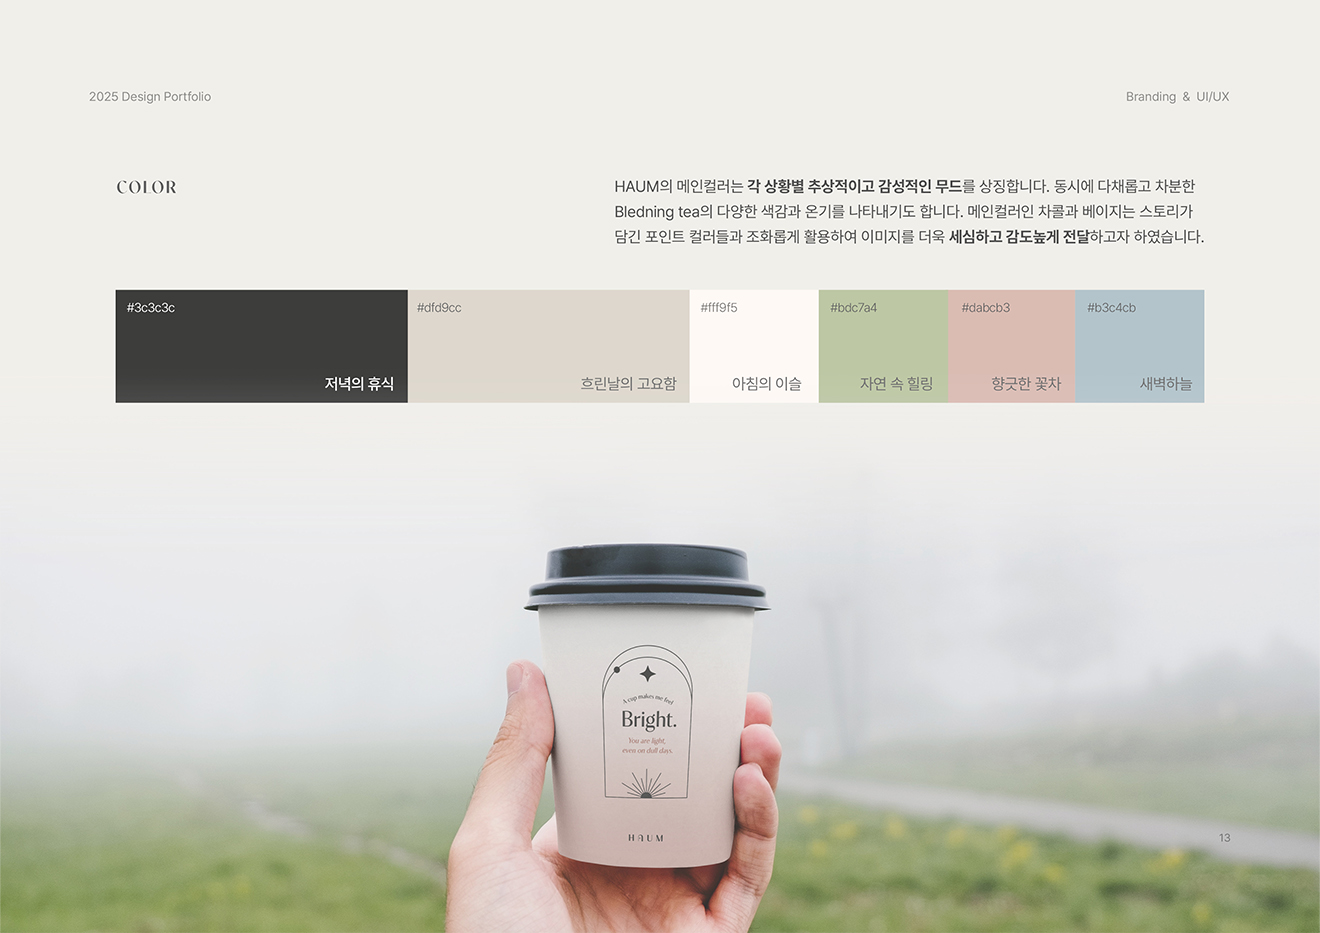 2025 Design Portfolio
Branding & UI/UX
COLOR
HAUM의 메인컬러는 각 상황별 추상적이고 감성적인 무드를 상징합니다. 동시에 다채롭고 차분한
Bledning tea의 다양한 색감과 온기를 나타내기도 합니다. 메인컬러인 차콜과 베이지는 스토리가
담긴 포인트 컬러들과 조화롭게 활용하여 이미지를 더욱 세심하고 감도높게 전달하고자 하였습니다.
#3c3c3c
저녁의 휴식
#dfd9cc
흐린날의 고요함
#fff9f5
아침의 이슬
#bdc7a4
자연 속 힐링
#dabcb3
향긋한 꽃차
#b3c4cb
새벽하늘
A cup makes me feel
Bright.
You are light,
even on dull days.
HAUM
13